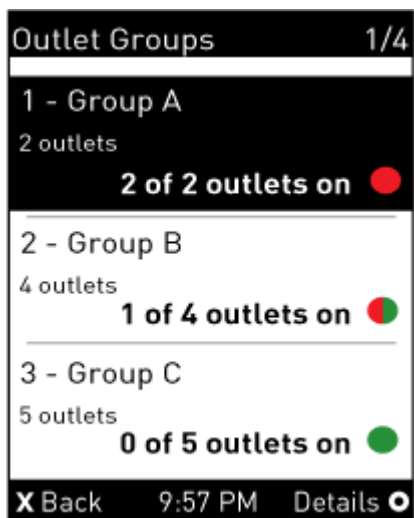 Outlet Groups 1/4
1 - Group A
2 outlets
2 of 2 outlets on
2 - Group B
4 outlets
1 of 4 outlets on
3 - Group C
5 outlets
0 of 5 outlets on
X Back 9:57 PM Details